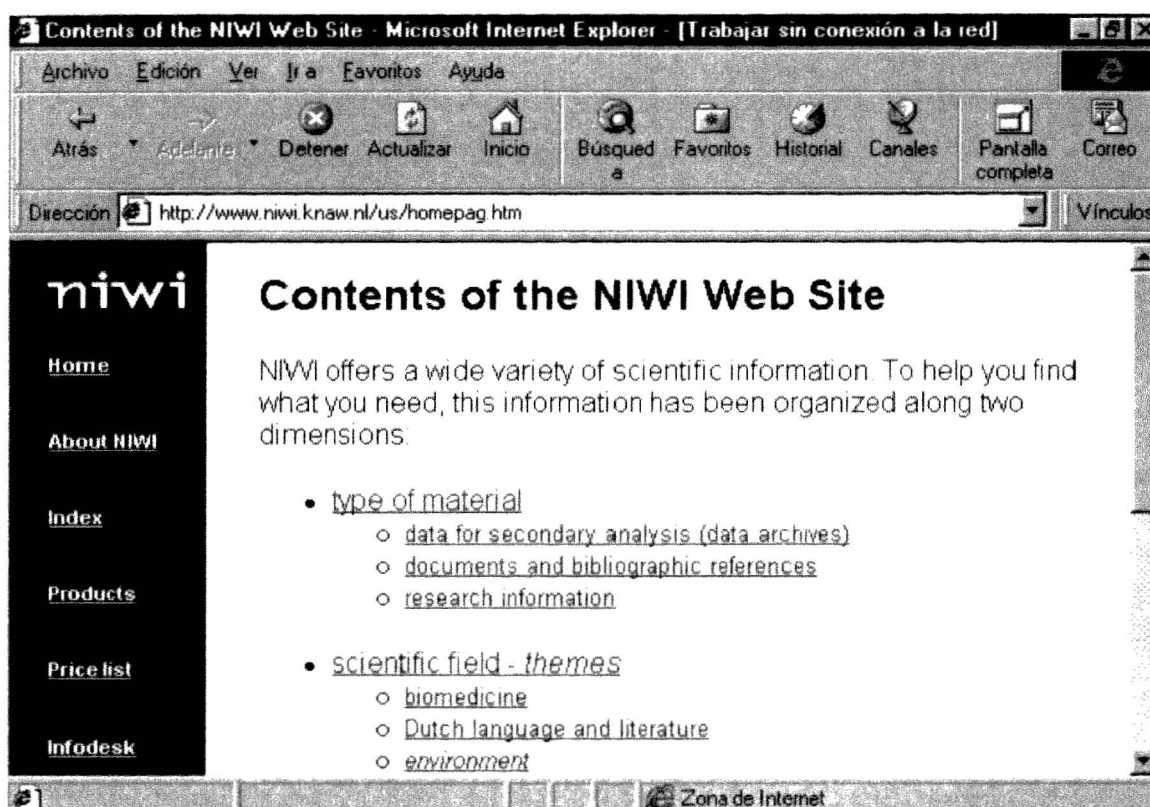 Contents of the NIWI Web Site - Microsoft Internet Explorer - [Trabajar sin conexión a la red]
Archivo Edición Ver Ir a Favoritos Ayuda
Atrás Adelante Detener Actualizar Inicio Búsqueda Favoritos Historial Canales Pantalla completa Correo
Dirección http://www.niwi.knaw.nl/us/homepag.htm Vínculos
niwi
Home
About NIWI
Index
Products
Price list
Infodesk
Contents of the NIWI Web Site
NIWI offers a wide variety of scientific information. To help you find
what you need, this information has been organized along two
dimensions:
• type of material
o data for secondary analysis (data archives)
o documents and bibliographic references
o research information
• scientific field - themes
o biomedicine
o Dutch language and literature
o environment
Zona de Internet